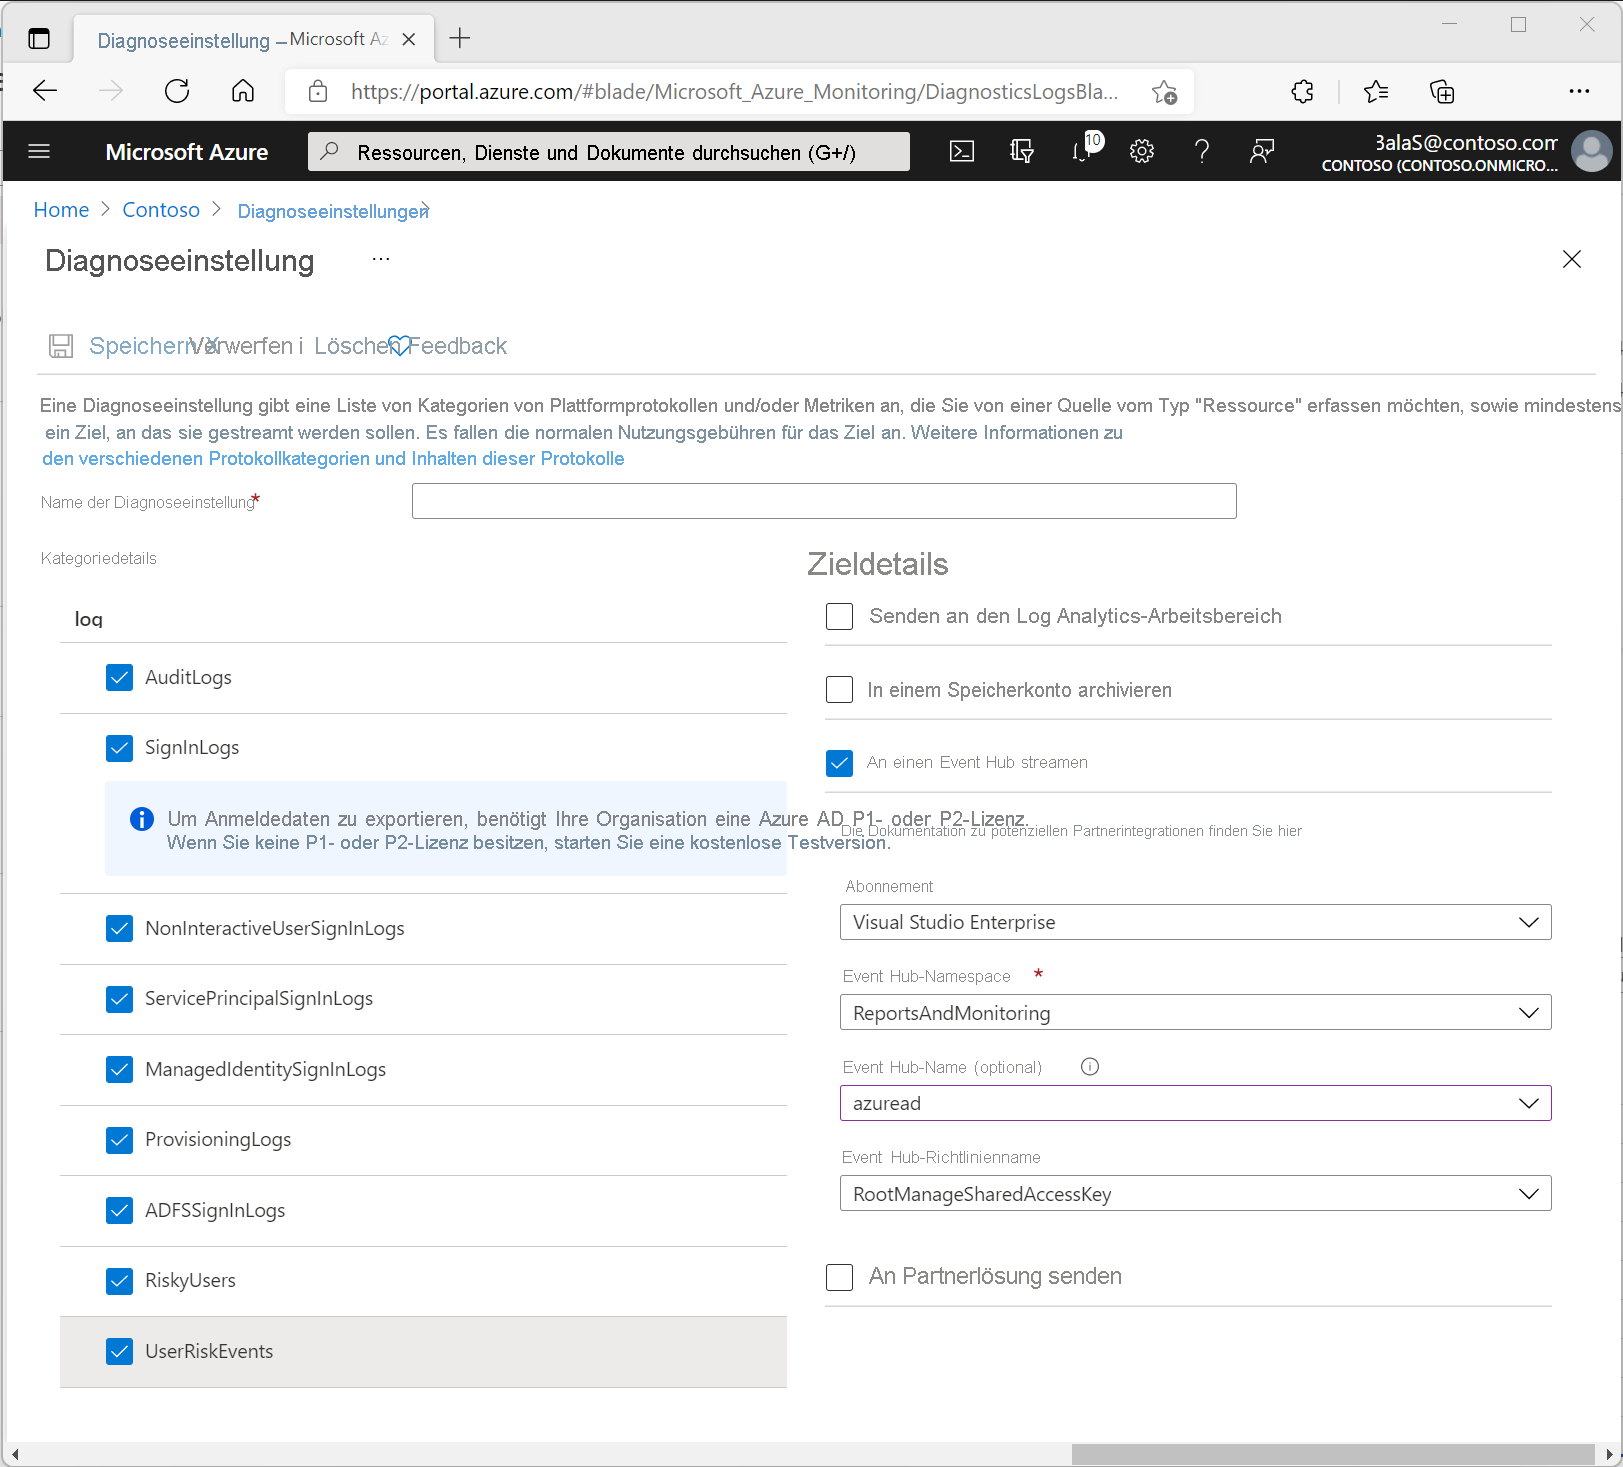 Diagnoseeinstellung – Microsoft Az
https://portal.azure.com/#blade/Microsoft_Azure_Monitoring/DiagnosticsLogsBla...
Microsoft Azure
Ressourcen, Dienste und Dokumente durchsuchen (G+/)
10
BalaS@contoso.com
CONTOSO (CONTOSO.ONMICRO...
Home > Contoso > Diagnoseeinstellungen >
Diagnoseeinstellung ...
Speichern X Verwerfen i Löschen Feedback
Eine Diagnoseeinstellung gibt eine Liste von Kategorien von Plattformprotokollen und/oder Metriken an, die Sie von einer Quelle vom Typ "Ressource" erfassen möchten, sowie mindestens
ein Ziel, an das sie gestreamt werden sollen. Es fallen die normalen Nutzungsgebühren für das Ziel an. Weitere Informationen zu
den verschiedenen Protokollkategorien und Inhalten dieser Protokolle
Name der Diagnoseeinstellung*
Kategoriedetails
log
AuditLogs
SignInLogs
Um Anmeldedaten zu exportieren, benötigt Ihre Organisation eine Azure AD P1- oder P2-Lizenz.
Wenn Sie keine P1- oder P2-Lizenz besitzen, starten Sie eine kostenlose Testversion.
NonInteractiveUserSignInLogs
ServicePrincipalSignInLogs
ManagedIdentitySignInLogs
ProvisioningLogs
ADFSSignInLogs
RiskyUsers
UserRiskEvents
Zieldetails
Senden an den Log Analytics-Arbeitsbereich
In einem Speicherkonto archivieren
An einen Event Hub streamen
Die Dokumentation zu potenziellen Partnerintegrationen finden Sie hier
Abonnement
Visual Studio Enterprise
Event Hub-Namespace *
ReportsAndMonitoring
Event Hub-Name (optional)
azuread
Event Hub-Richtlinienname
RootManageSharedAccessKey
An Partnerlösung senden